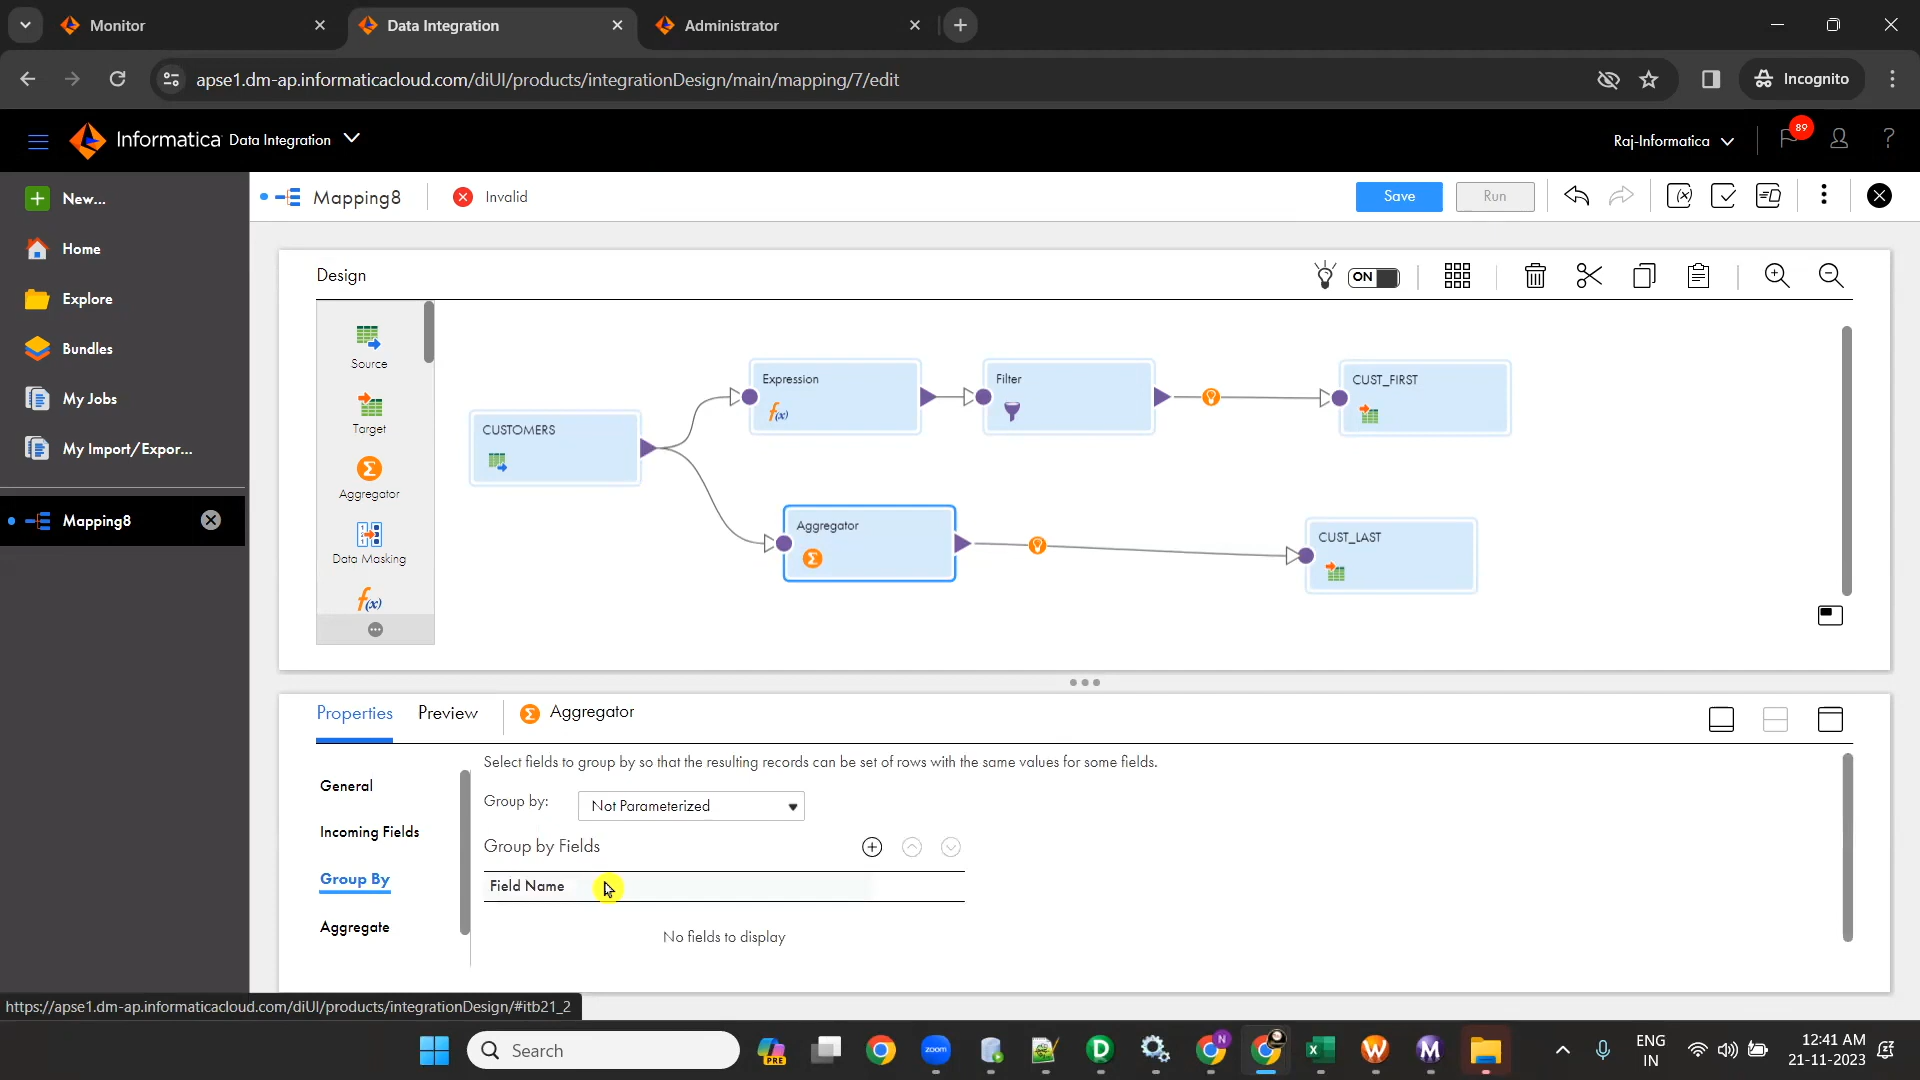 Monitor
Data Integration
Administrator
apse1.dm-ap.informaticacloud.com/diUI/products/integrationDesign/main/mapping/7/edit
Incognito
Informatica Data Integration
Raj-Informatica
89
?
New...
Mapping8
Invalid
Save
Run
Home
Explore
Bundles
My Jobs
My Import/Expor...
Mapping8
Design
ON
Source
Target
Aggregator
Data Masking
f(x)
CUSTOMERS
Expression
f(x)
Filter
CUST_FIRST
Aggregator
Σ
CUST_LAST
Properties
Preview
Σ Aggregator
General
Incoming Fields
Group By
Aggregate
Select fields to group by so that the resulting records can be set of rows with the same values for some fields.
Group by:
Not Parameterized
Group by Fields
Field Name
No fields to display
https://apse1.dm-ap.informaticacloud.com/diUI/products/integrationDesign/#itb21_2
Search
PRE
zoom
D
N
W
M
ENG
IN
12:41 AM
21-11-2023